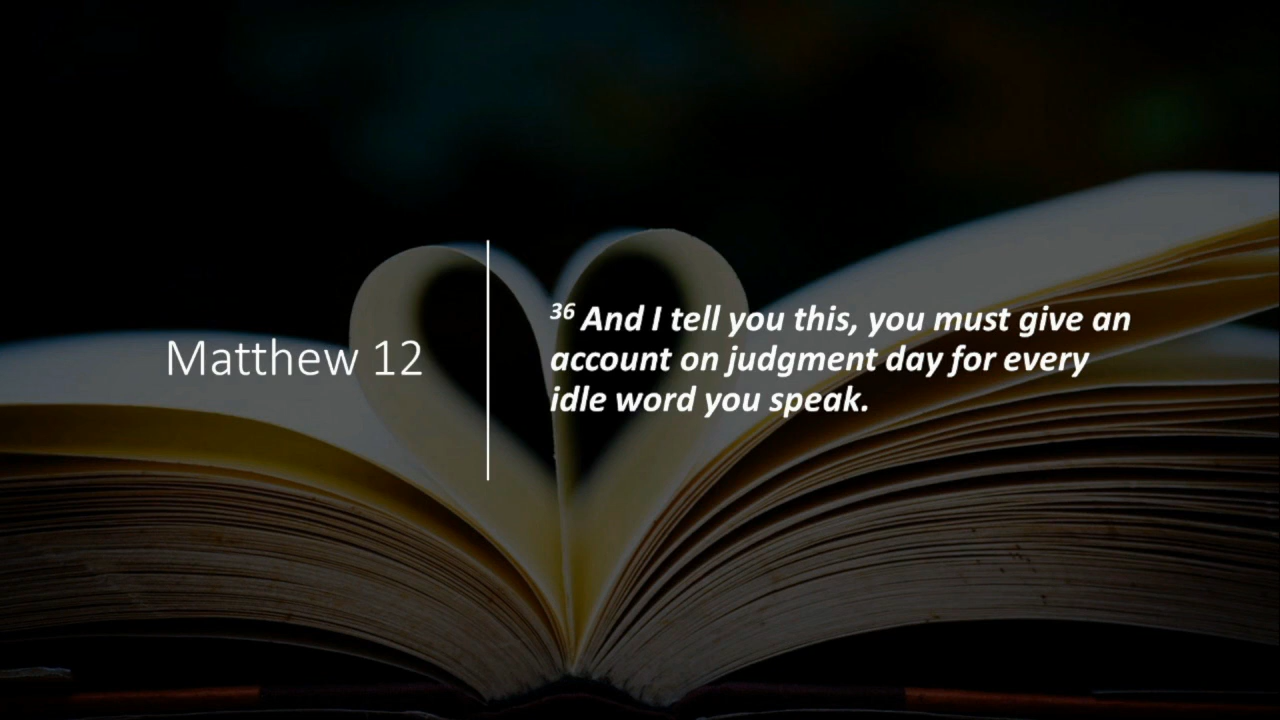 Matthew 12
36 And I tell you this, you must give an
account on judgment day for every
idle word you speak.